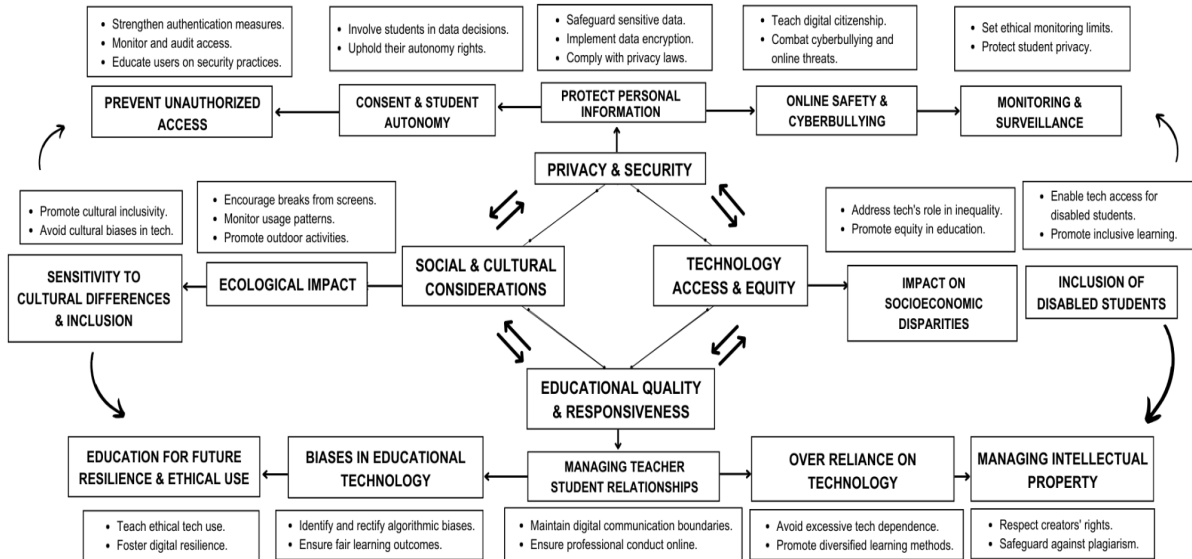 • Strengthen authentication measures.
• Monitor and audit access.
• Educate users on security practices.
• Involve students in data decisions.
• Uphold their autonomy rights.
• Safeguard sensitive data.
• Implement data encryption.
• Comply with privacy laws.
• Teach digital citizenship.
• Combat cyberbullying and
online threats.
• Set ethical monitoring limits.
• Protect student privacy.
PREVENT UNAUTHORIZED
ACCESS
CONSENT & STUDENT
AUTONOMY
PROTECT PERSONAL
INFORMATION
ONLINE SAFETY &
CYBERBULLYING
MONITORING &
SURVEILLANCE
PRIVACY & SECURITY
• Promote cultural inclusivity.
• Avoid cultural biases in tech.
• Encourage breaks from screens.
• Monitor usage patterns.
• Promote outdoor activities.
• Address tech's role in inequality.
• Promote equity in education.
• Enable tech access for
disabled students.
• Promote inclusive learning.
SENSITIVITY TO
CULTURAL DIFFERENCES
& INCLUSION
ECOLOGICAL IMPACT
SOCIAL & CULTURAL
CONSIDERATIONS
TECHNOLOGY
ACCESS & EQUITY
IMPACT ON
SOCIOECONOMIC
DISPARITIES
INCLUSION OF
DISABLED STUDENTS
EDUCATIONAL QUALITY
& RESPONSIVENESS
EDUCATION FOR FUTURE
RESILIENCE & ETHICAL USE
BIASES IN EDUCATIONAL
TECHNOLOGY
MANAGING TEACHER
STUDENT RELATIONSHIPS
OVER RELIANCE ON
TECHNOLOGY
MANAGING INTELLECTUAL
PROPERTY
• Teach ethical tech use.
• Foster digital resilience.
• Identify and rectify algorithmic biases.
• Ensure fair learning outcomes.
• Maintain digital communication boundaries.
• Ensure professional conduct online.
• Avoid excessive tech dependence.
• Promote diversified learning methods.
• Respect creators' rights.
• Safeguard against plagiarism.